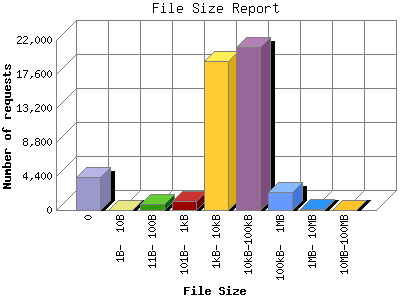 File Size Report
22,000
17,600
13,200
8,800
4,400
0
Number of requests
0
1B- 10B
11B- 100B
101B- 1kB
1kB- 10kB
10kB-100kB
100kB- 1MB
1MB- 10MB
10MB-100MB
File Size